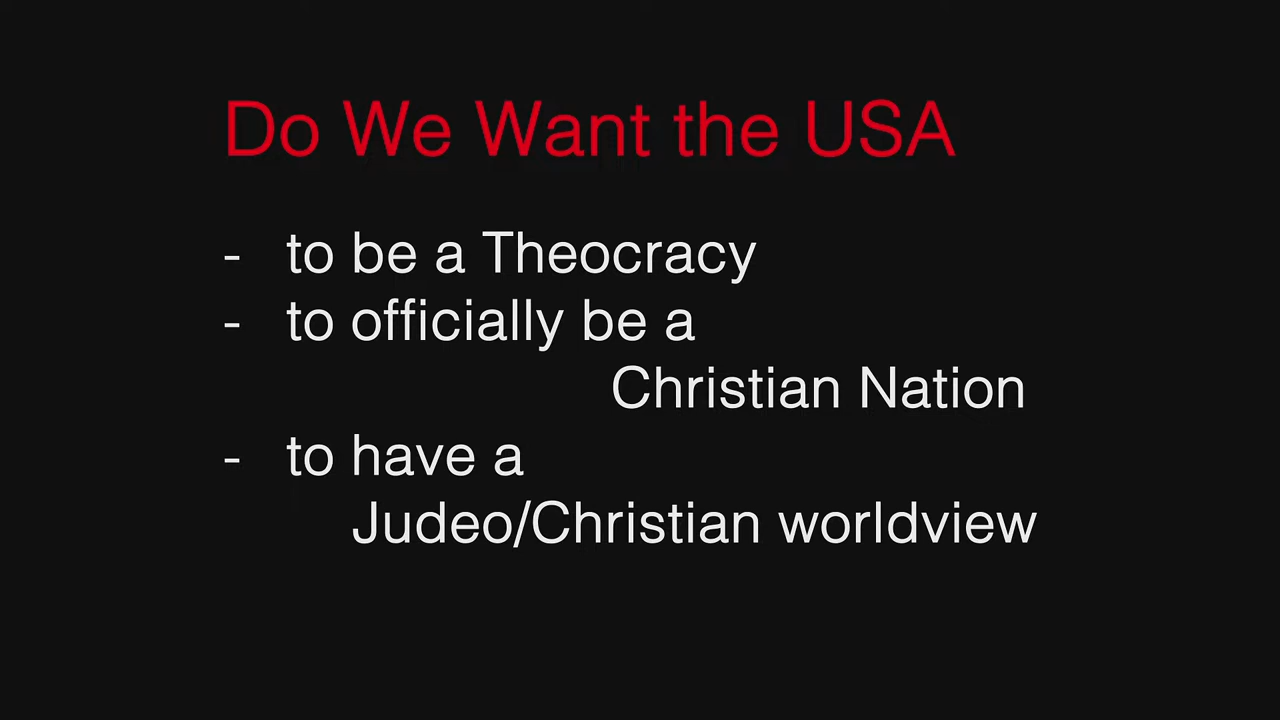 Do We Want the USA
- to be a Theocracy
- to officially be a
Christian Nation
- to have a
Judeo/Christian worldview